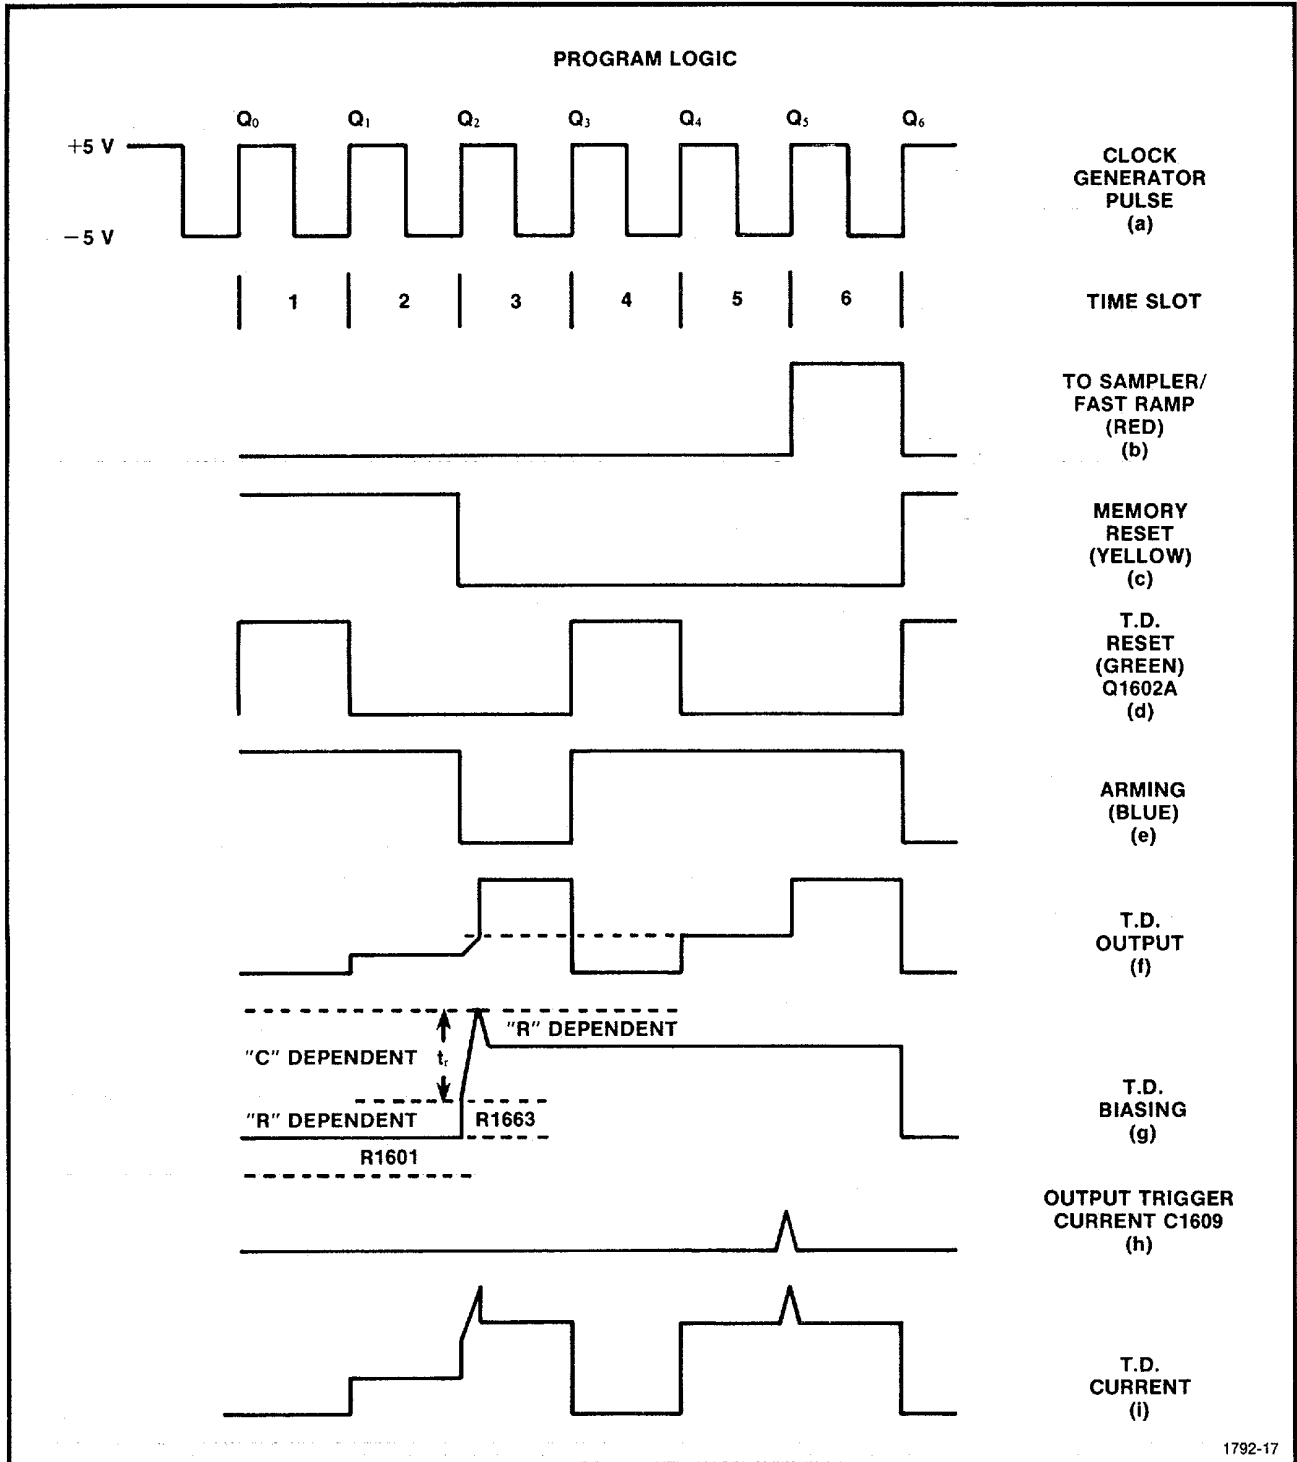 PROGRAM LOGIC
Q0 Q1 Q2 Q3 Q4 Q5 Q6
+5 V
−5 V
CLOCK
GENERATOR
PULSE
(a)
1 2 3 4 5 6
TIME SLOT
TO SAMPLER/
FAST RAMP
(RED)
(b)
MEMORY
RESET
(YELLOW)
(c)
T.D.
RESET
(GREEN)
Q1602A
(d)
ARMING
(BLUE)
(e)
T.D.
OUTPUT
(f)
"R" DEPENDENT
"C" DEPENDENT
tr
"R" DEPENDENT
R1663
R1601
T.D.
BIASING
(g)
OUTPUT TRIGGER
CURRENT C1609
(h)
T.D.
CURRENT
(i)
1792-17